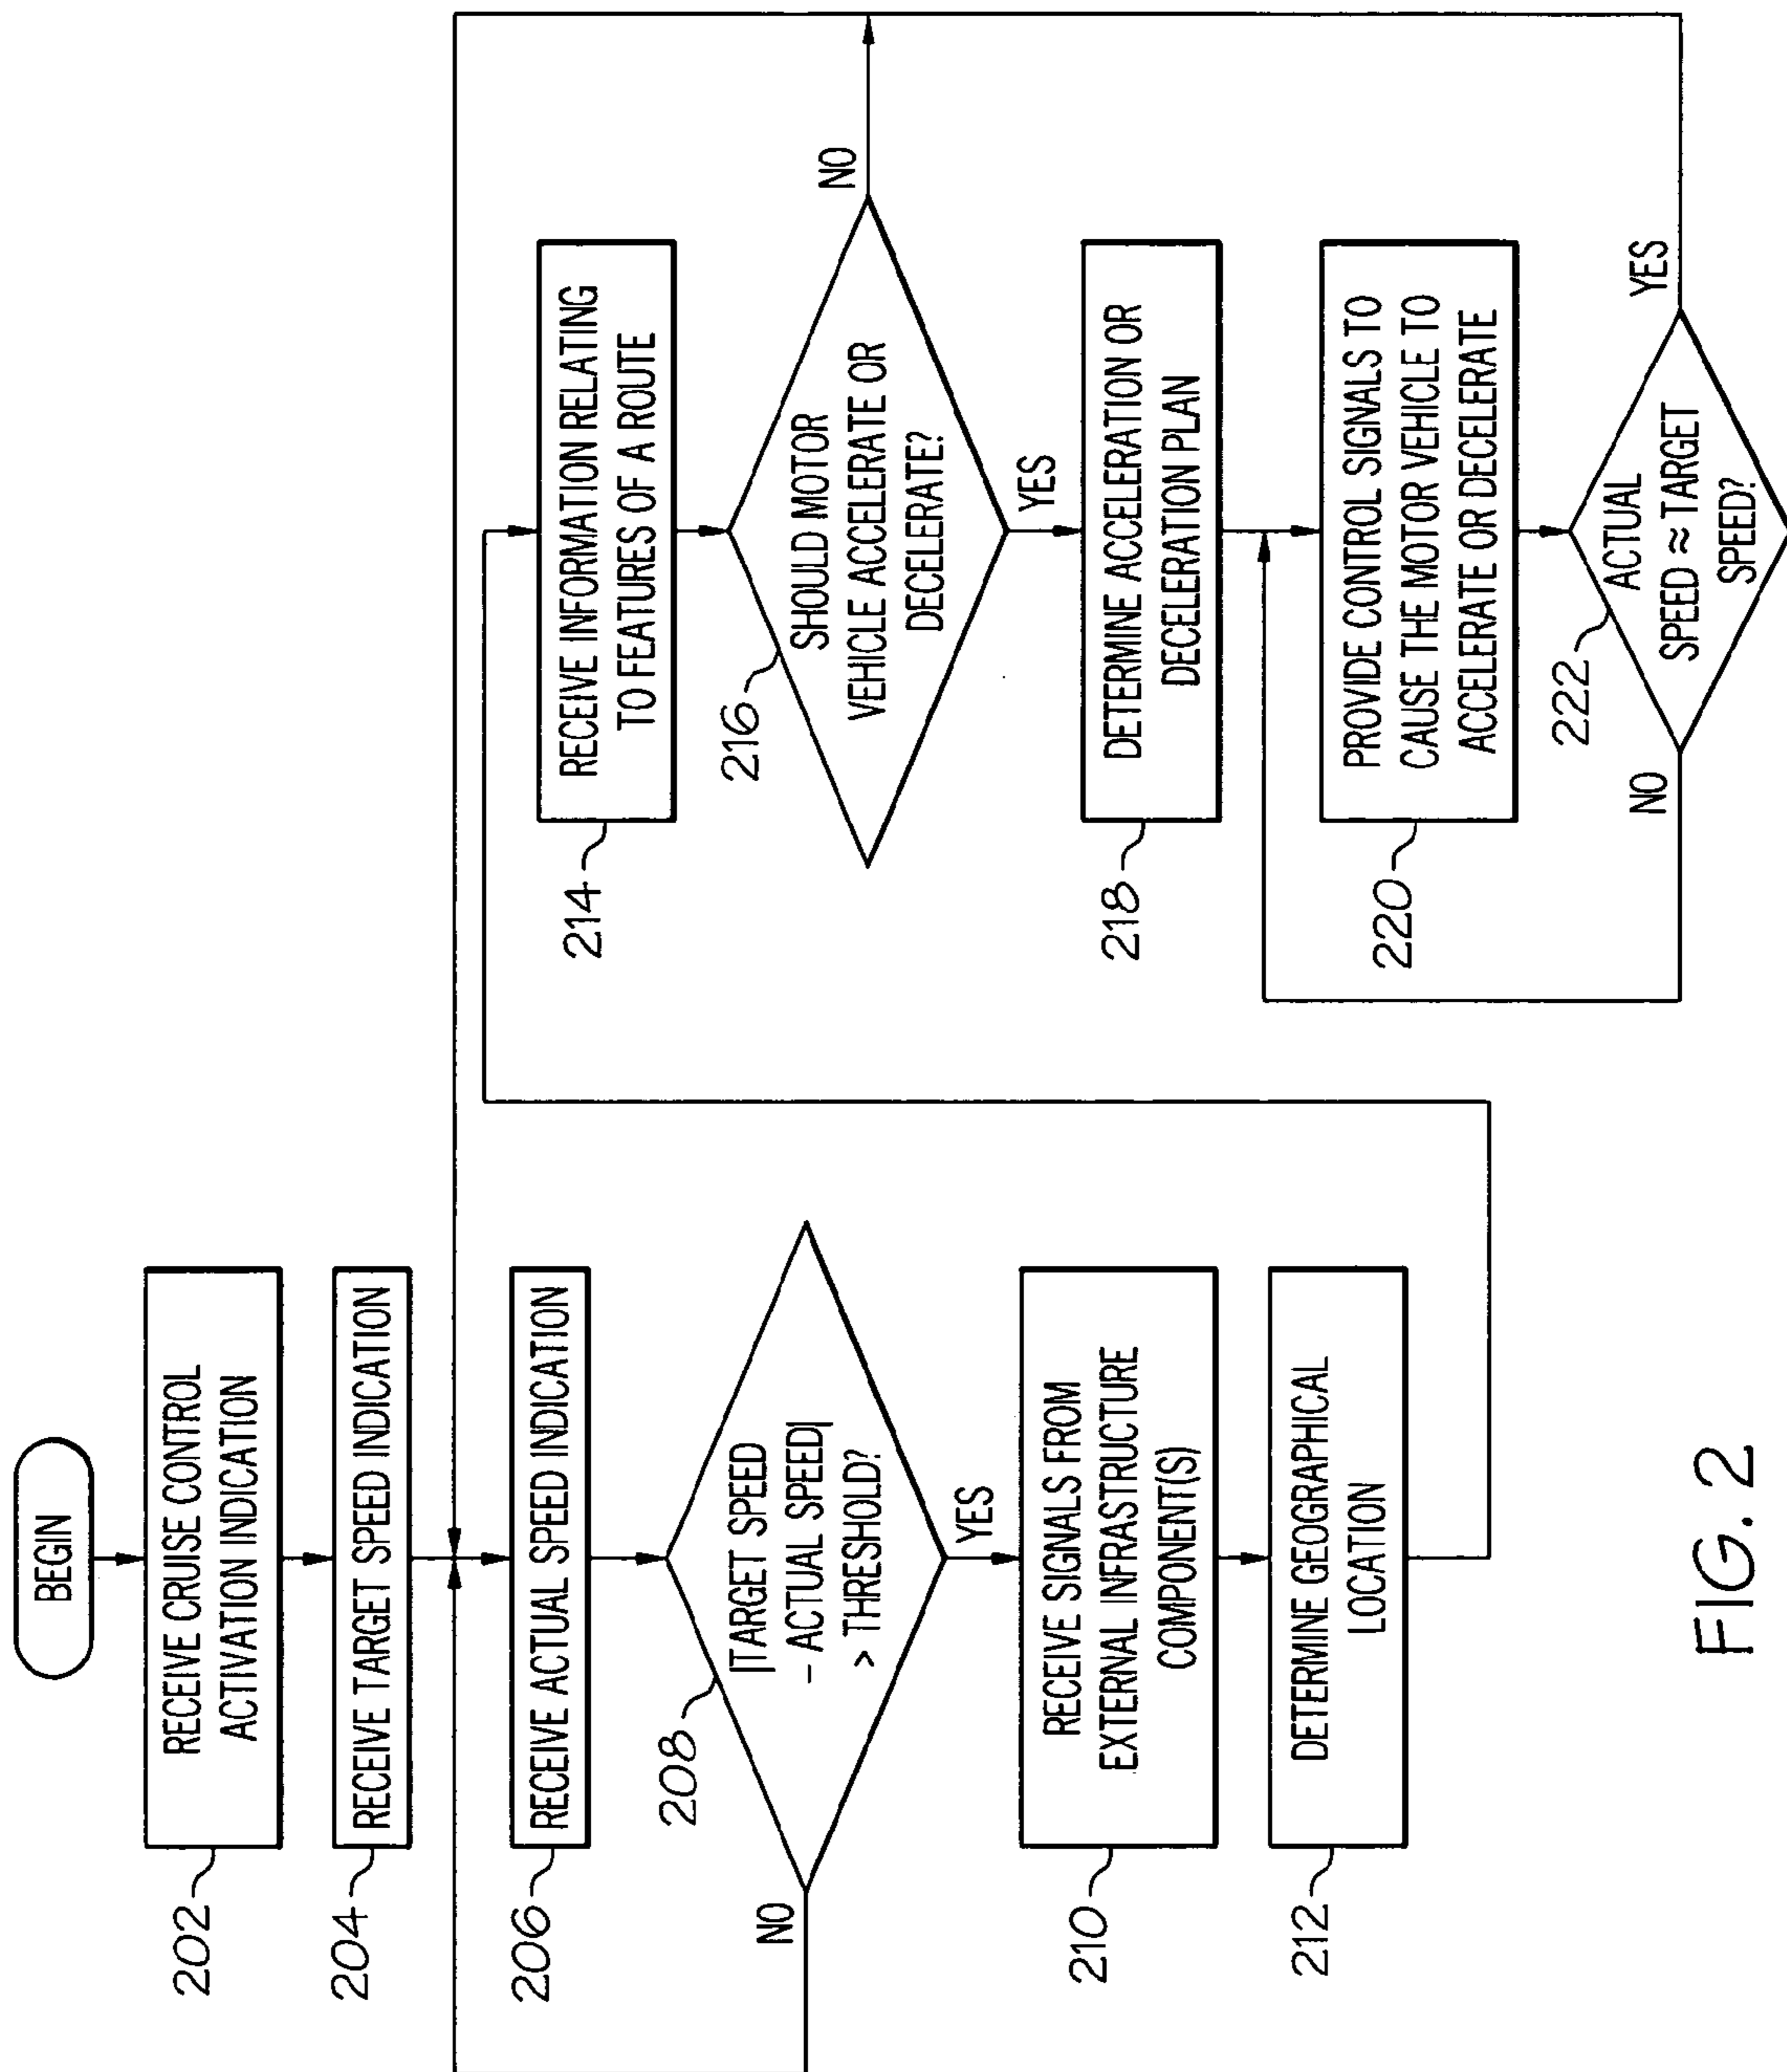 BEGIN
202
RECEIVE CRUISE CONTROL
ACTIVATION INDICATION
204
RECEIVE TARGET SPEED INDICATION
206
RECEIVE ACTUAL SPEED INDICATION
208
|TARGET SPEED
- ACTUAL SPEED|
> THRESHOLD?
NO
YES
210
RECEIVE SIGNALS FROM
EXTERNAL INFRASTRUCTURE
COMPONENT(S)
212
DETERMINE GEOGRAPHICAL
LOCATION
214
RECEIVE INFORMATION RELATING
TO FEATURES OF A ROUTE
216
SHOULD MOTOR
VEHICLE ACCELERATE OR
DECELERATE?
NO
YES
218
DETERMINE ACCELERATION OR
DECELERATION PLAN
220
PROVIDE CONTROL SIGNALS TO
CAUSE THE MOTOR VEHICLE TO
ACCELERATE OR DECELERATE
222
ACTUAL
SPEED ≈ TARGET
SPEED?
NO
YES
FIG. 2